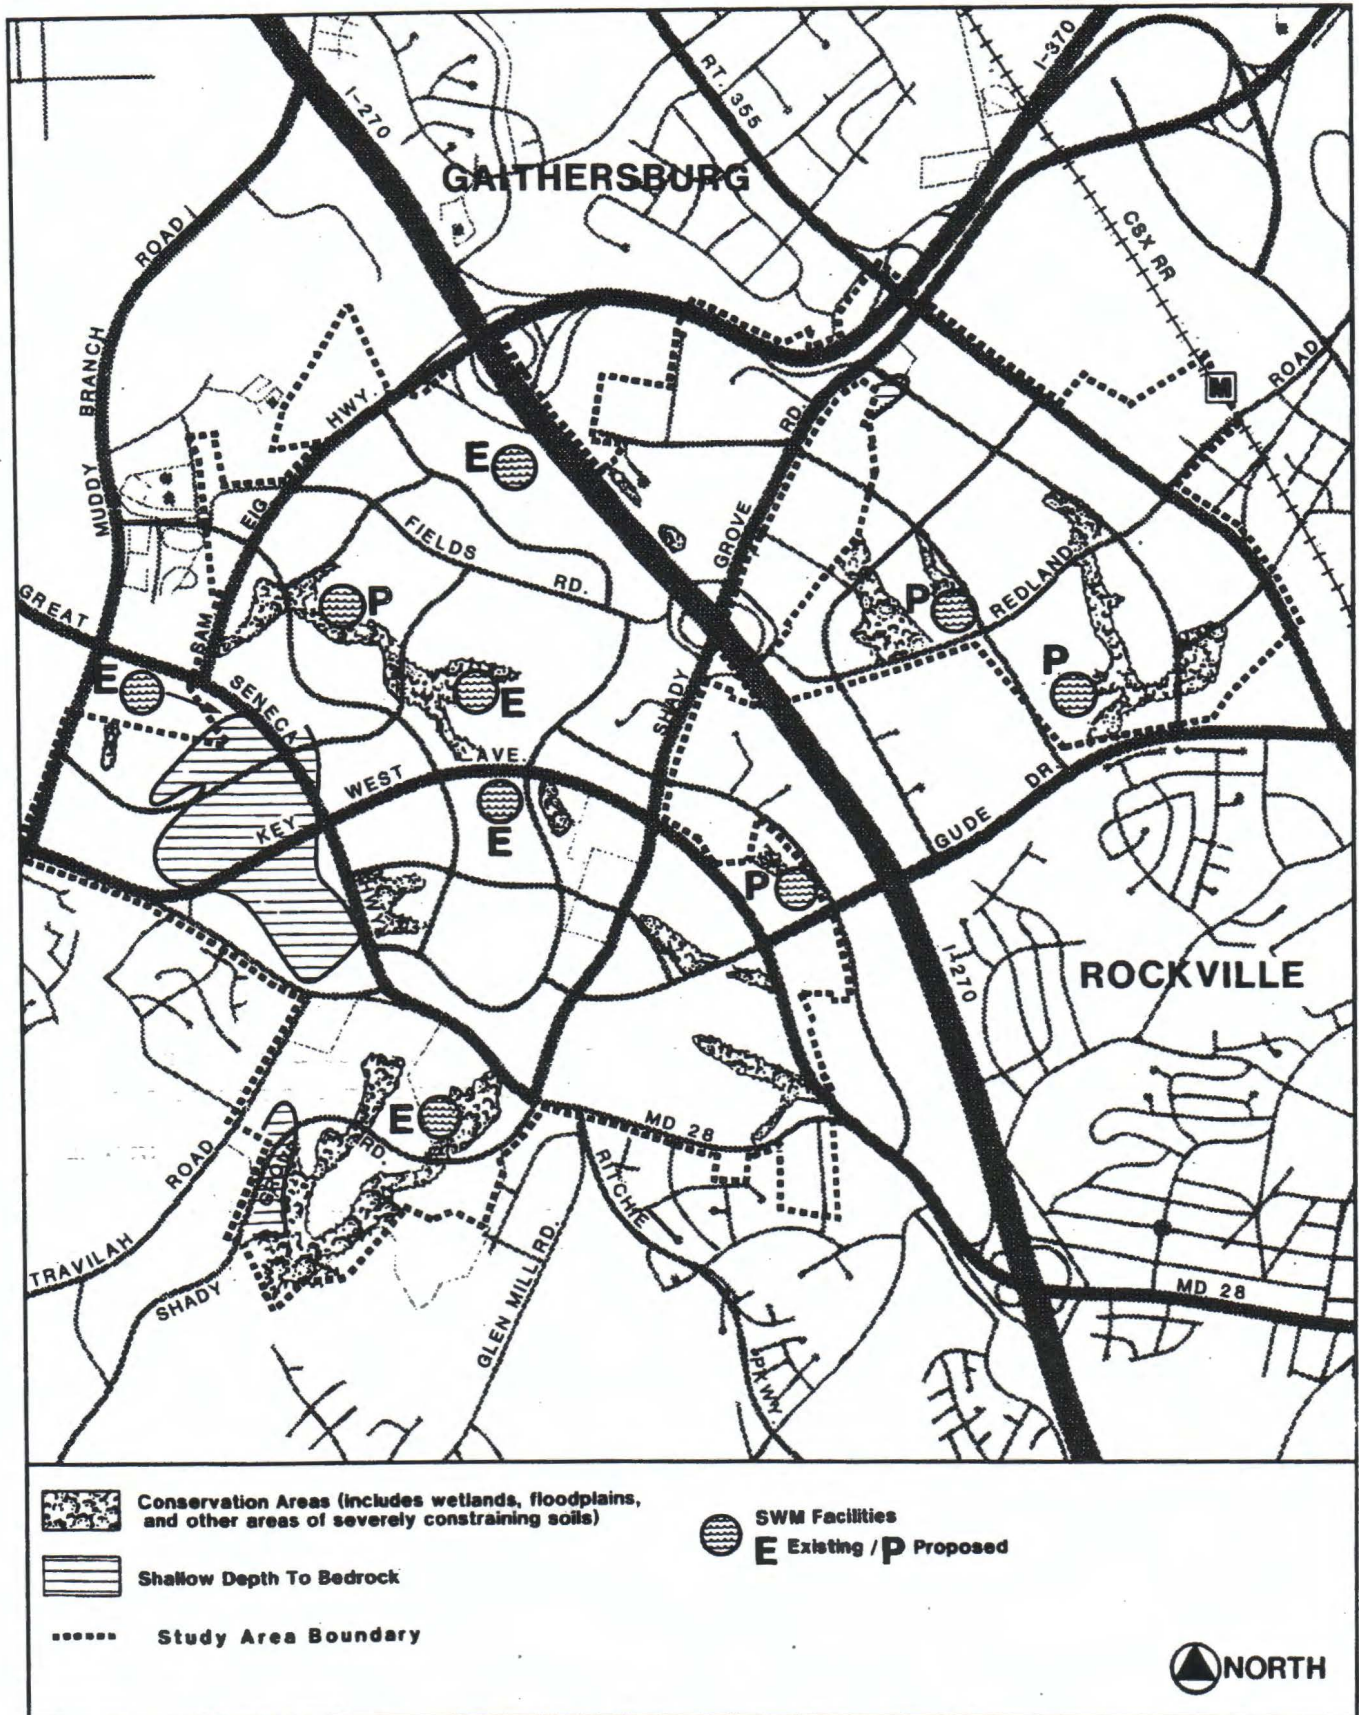 I-270
RT. 355
I-370
GAITHERSBURG
CSX RR
ROAD
MUDDY BRANCH
HWY.
ROAD
M
E
EIG
FIELDS
RD.
GROVE
RD.
SAM
GREAT
P
P
REDLAND
E
SENECA
E
SHADY
P
KEY
WEST
AVE.
E
GUDE
DR.
P
I-270
ROCKVILLE
E
RD.
GROVE
MD 28
RITCHIE
PKWY.
TRAVILAH
ROAD
SHADY
GLEN MILL RD.
MD 28
Conservation Areas (includes wetlands, floodplains,
and other areas of severely constraining soils)
SWM Facilities
E Existing / P Proposed
Shallow Depth To Bedrock
Study Area Boundary
NORTH